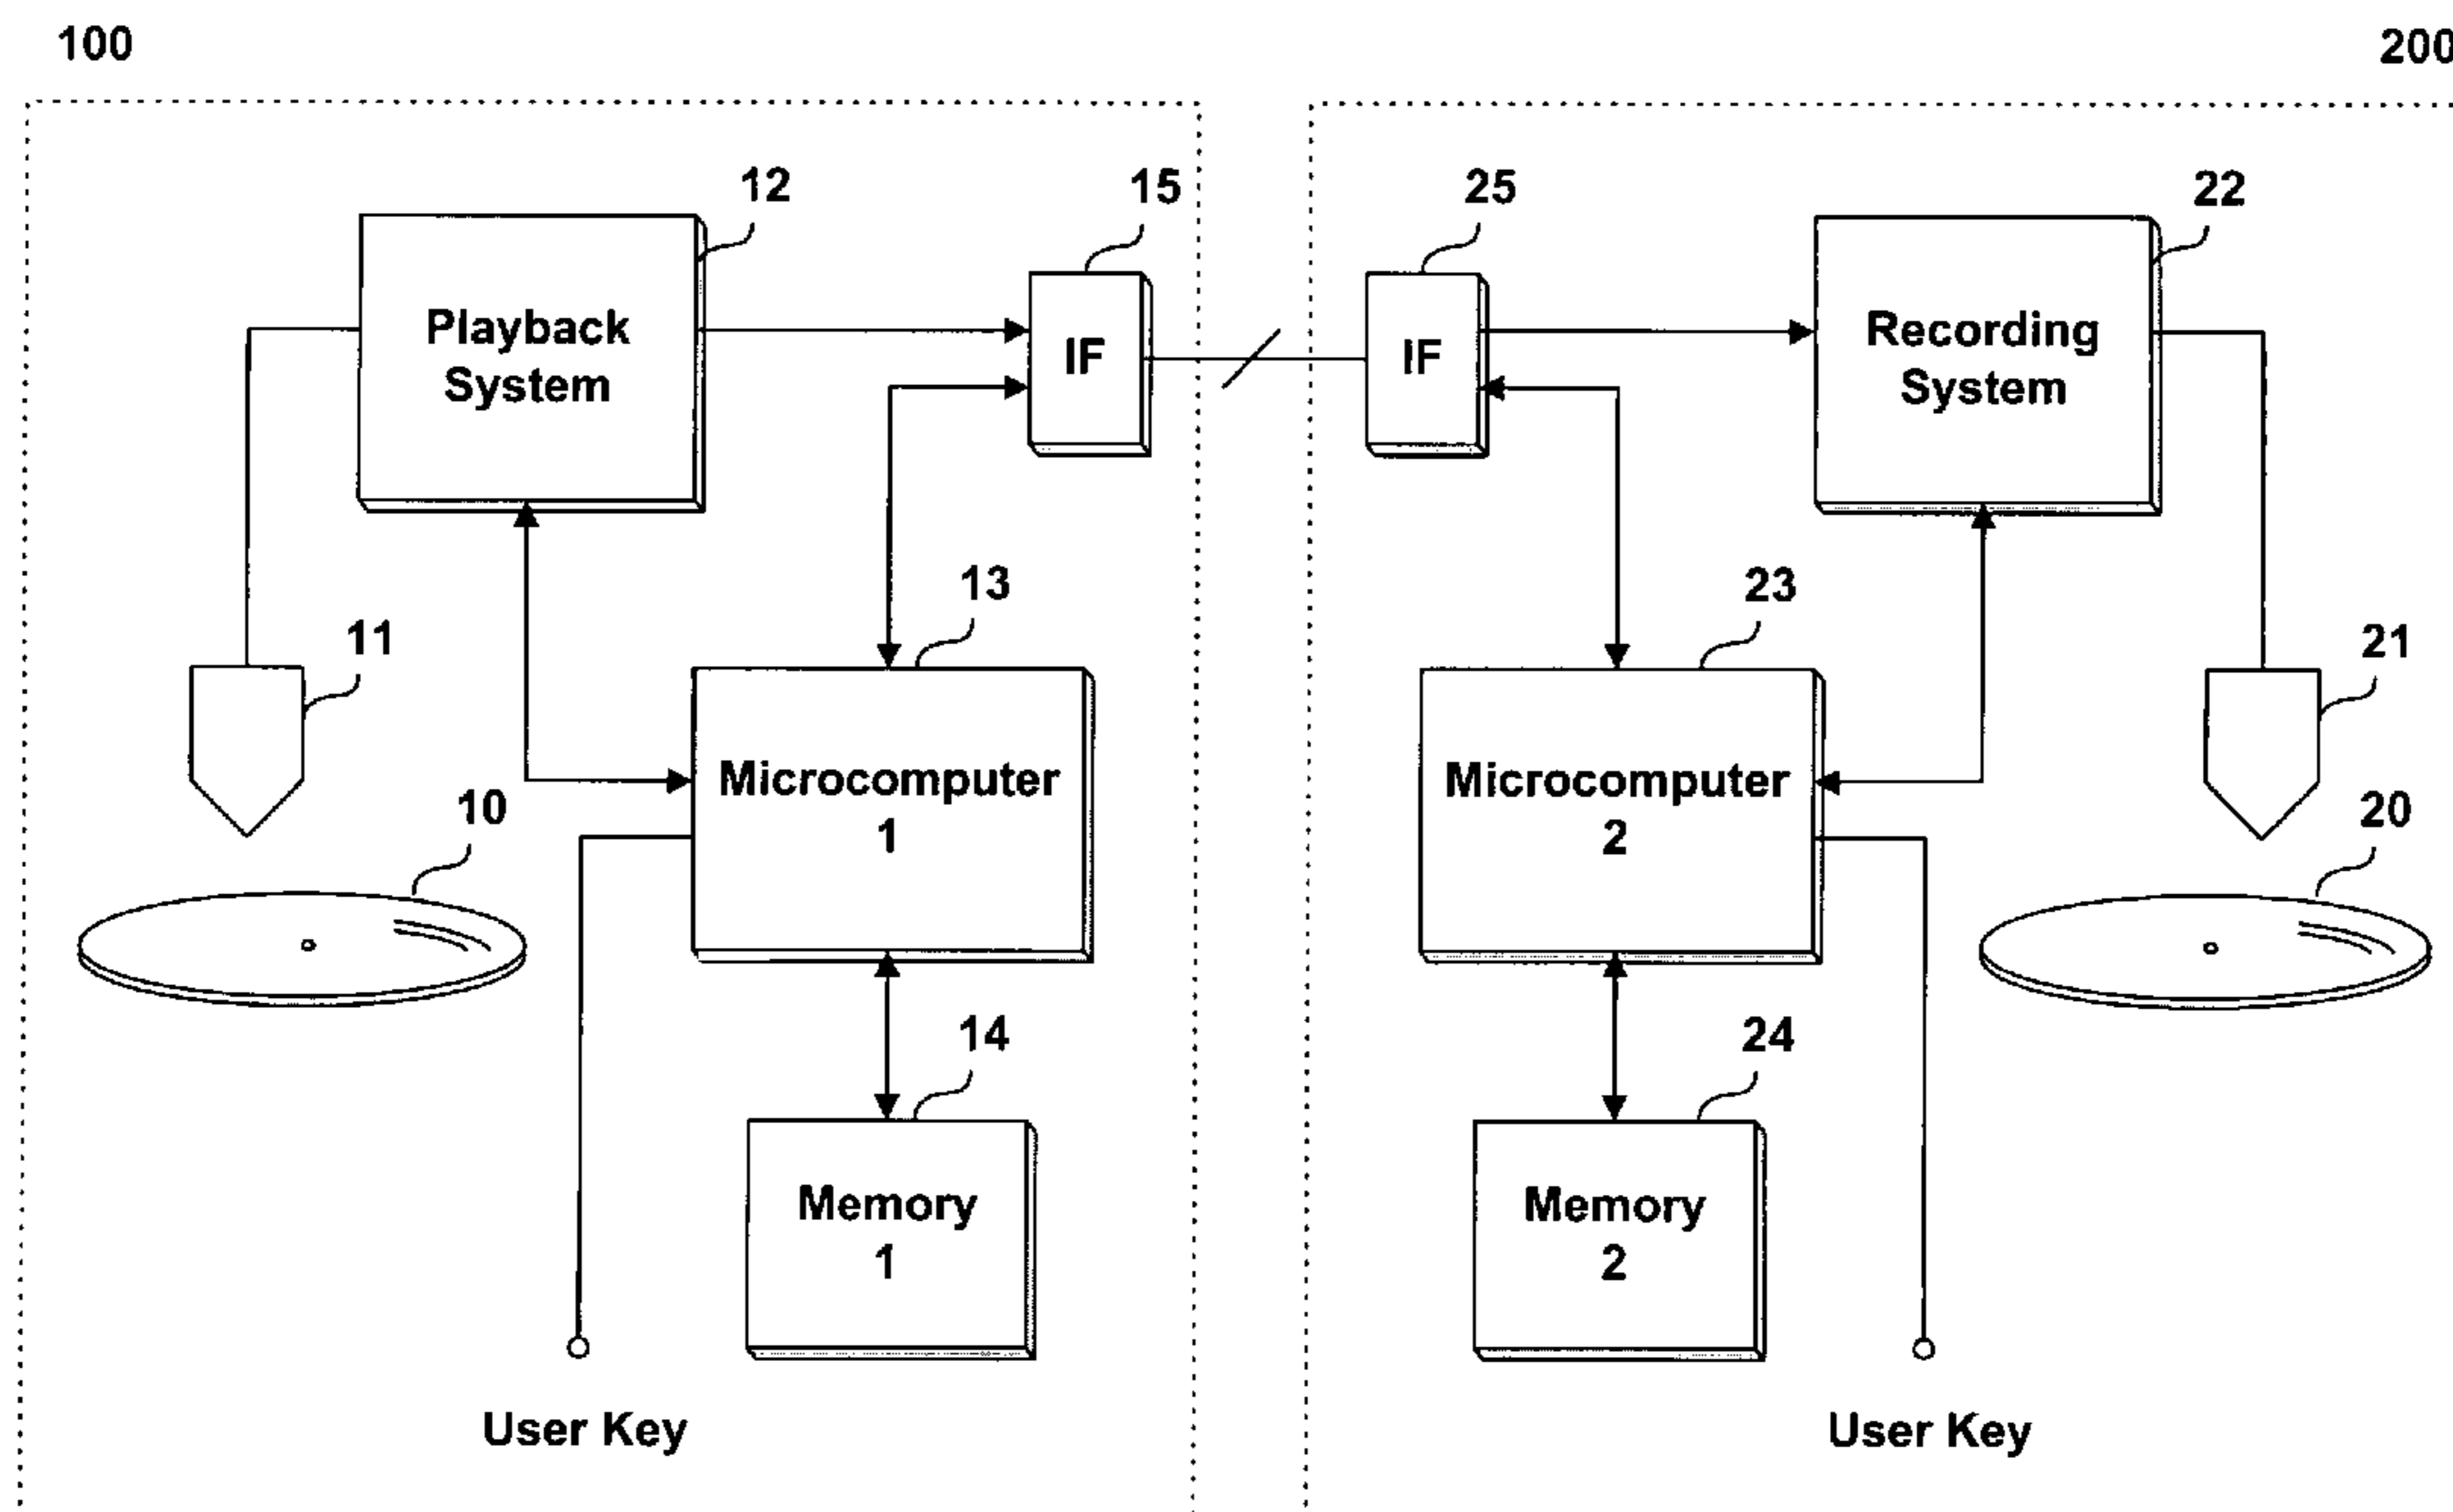 100
200
12
15
25
22
Playback
System
IF
IF
Recording
System
13
23
11
21
Microcomputer
1
Microcomputer
2
10
20
14
24
Memory
1
Memory
2
User Key
User Key